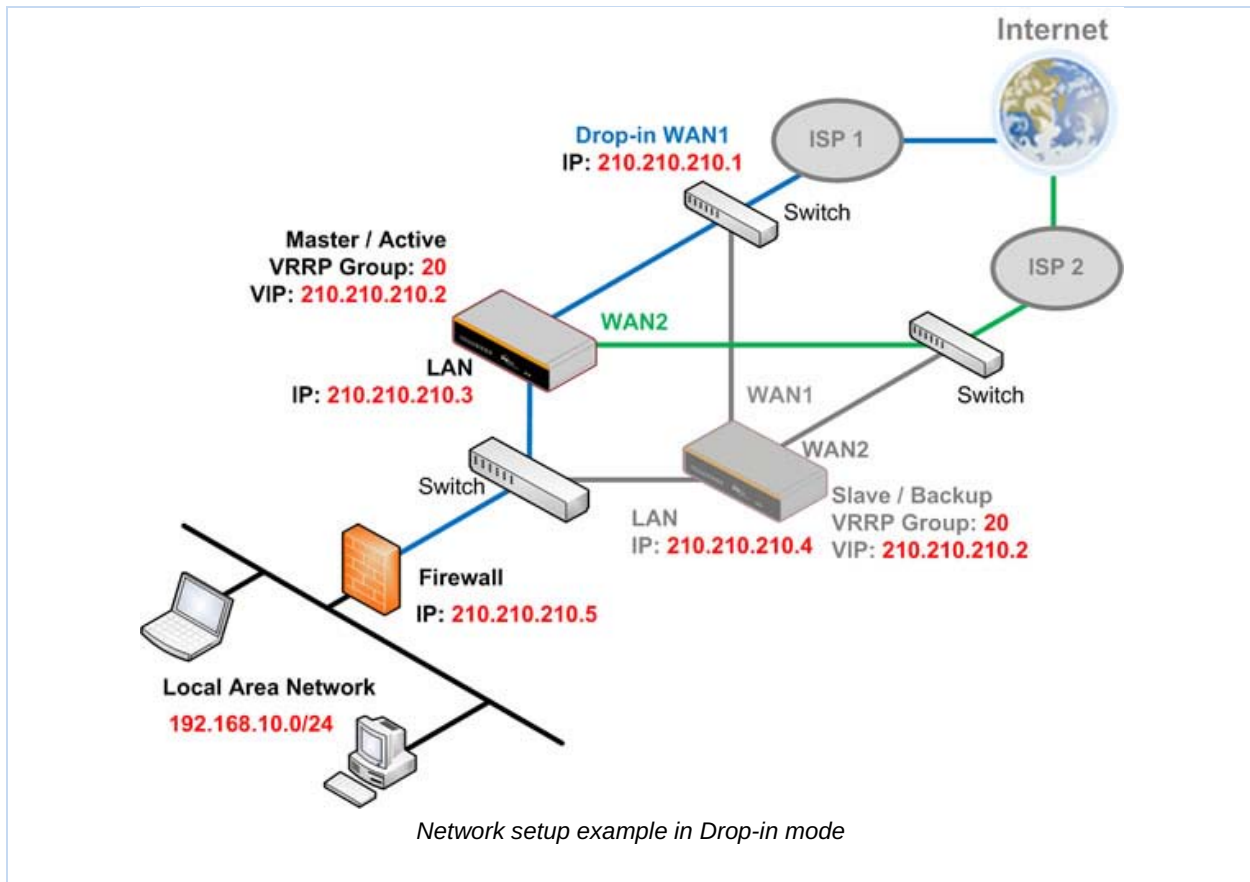 Internet
ISP 1
Drop-in WAN1
IP: 210.210.210.1
Switch
Master / Active
VRRP Group: 20
VIP: 210.210.210.2
ISP 2
WAN2
LAN
IP: 210.210.210.3
Switch
WAN1
WAN2
Switch
Slave / Backup
VRRP Group: 20
VIP: 210.210.210.2
LAN
IP: 210.210.210.4
Firewall
IP: 210.210.210.5
Local Area Network
192.168.10.0/24
Network setup example in Drop-in mode